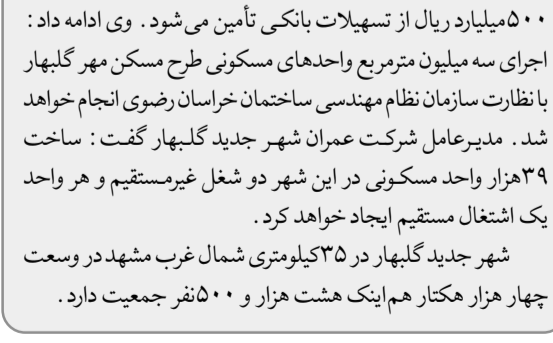 ۵۰۰میلیارد ریال از تسهیلات بانکی تأمین می‌شود. وی ادامه داد:
اجرای سه میلیون مترمربع واحدهای مسکونی طرح مسکن مهر گلبهار
با نظارت سازمان نظام مهندسی ساختمان خراسان رضوی انجام خواهد
شد. مدیرعامل شرکت عمران شهر جدید گلبهار گفت: ساخت
۳۹هزار واحد مسکونی در این شهر دو شغل غیرمستقیم و هر واحد
یک اشتغال مستقیم ایجاد خواهد کرد.
شهر جدید گلبهار در ۳۵کیلومتری شمال غرب مشهد در وسعت
چهار هزار هکتار هم‌اینک هشت هزار و ۵۰۰نفر جمعیت دارد.